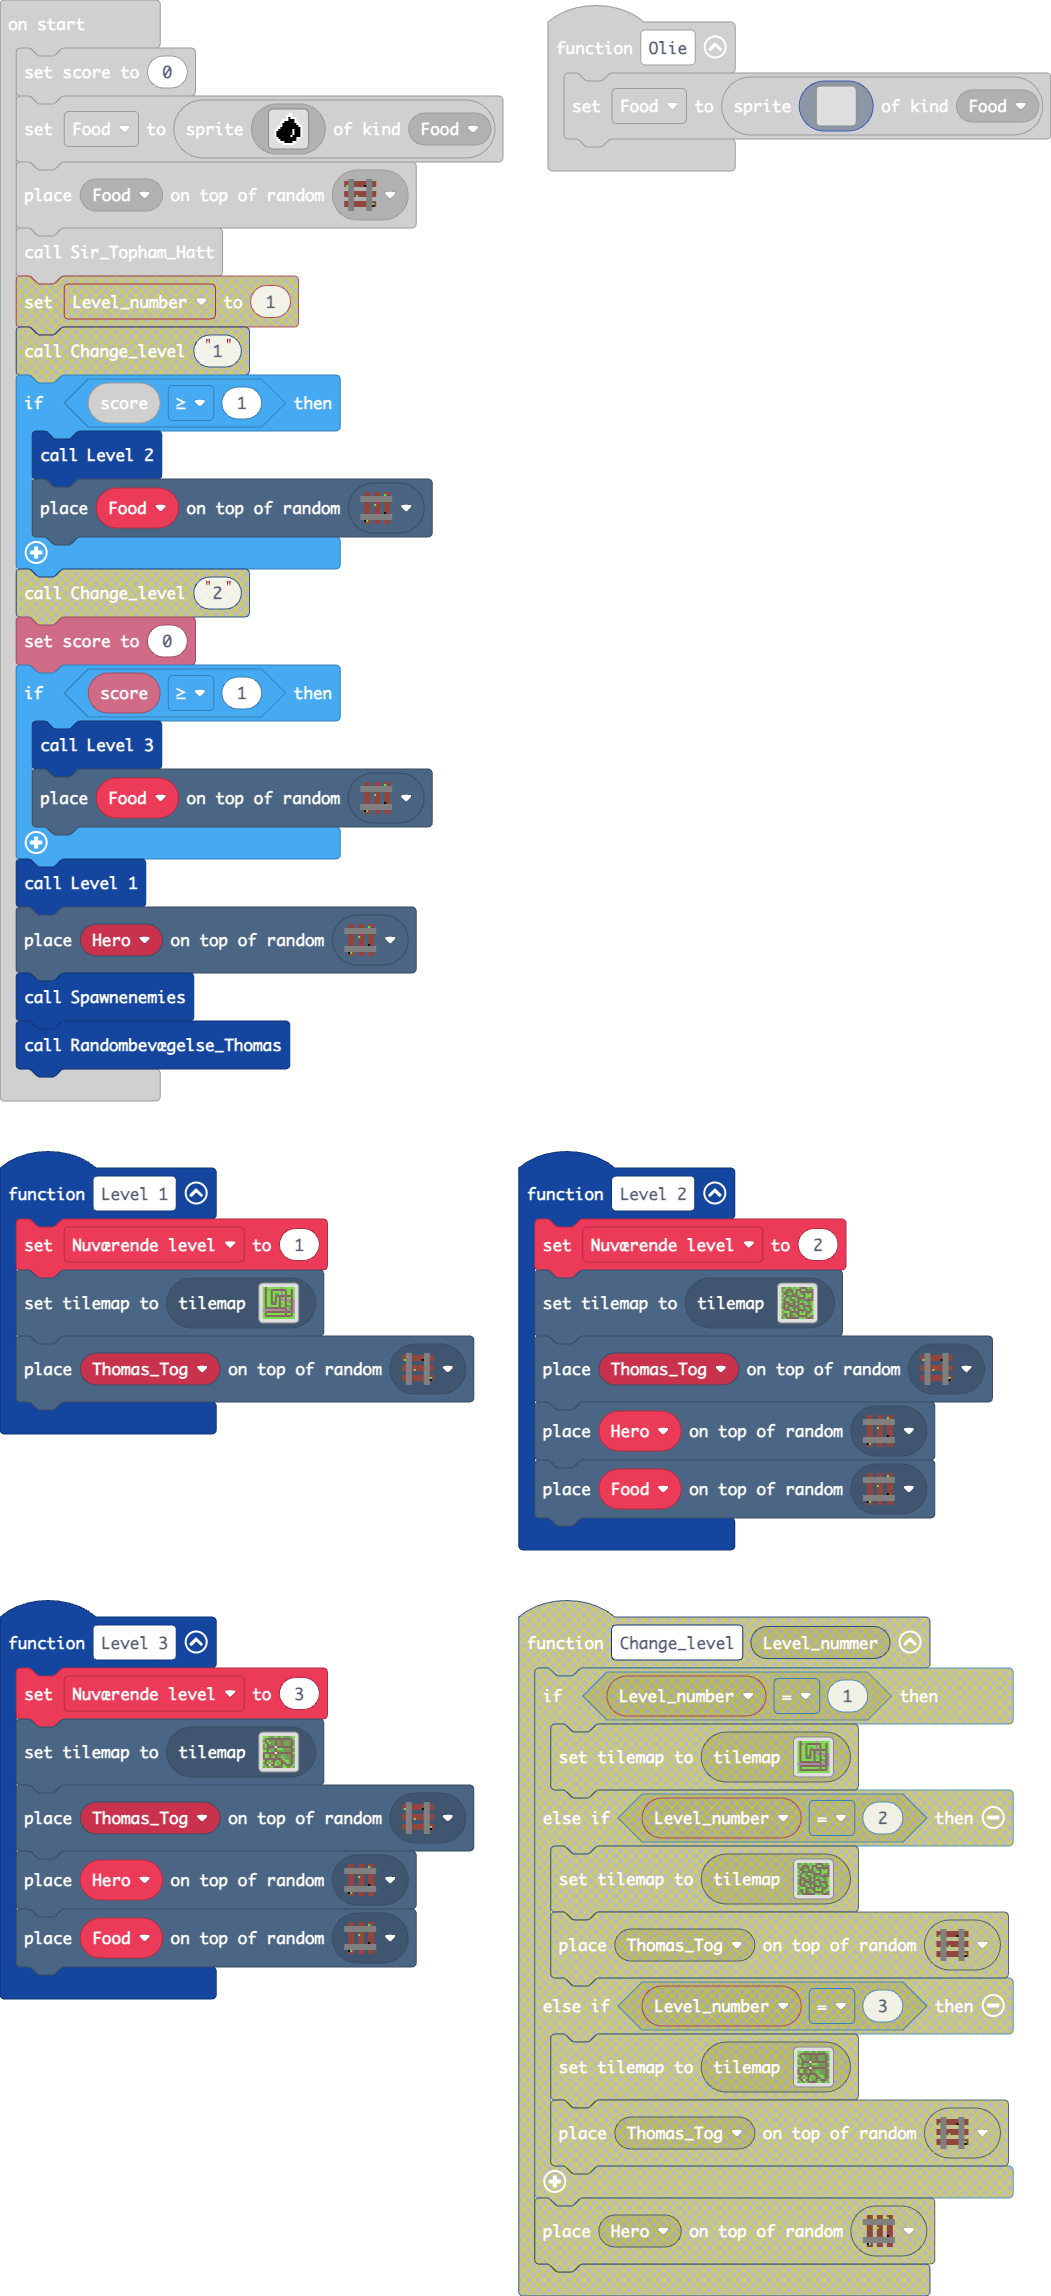 on start
set score to 0
set Food to sprite of kind Food
place Food on top of random
call Sir_Topham_Hatt
set Level_number to 1
call Change_level "1"
if score ≥ 1 then
call Level 2
place Food on top of random
call Change_level "2"
set score to 0
if score ≥ 1 then
call Level 3
place Food on top of random
call Level 1
place Hero on top of random
call Spawnenemies
call Randombevægelse_Thomas
function Olie
set Food to sprite of kind Food
function Level 1
set Nuværende level to 1
set tilemap to tilemap
place Thomas_Tog on top of random
function Level 2
set Nuværende level to 2
set tilemap to tilemap
place Thomas_Tog on top of random
place Hero on top of random
place Food on top of random
function Level 3
set Nuværende level to 3
set tilemap to tilemap
place Thomas_Tog on top of random
place Hero on top of random
place Food on top of random
function Change_level Level_nummer
if Level_number = 1 then
set tilemap to tilemap
else if Level_number = 2 then
set tilemap to tilemap
place Thomas_Tog on top of random
else if Level_number = 3 then
set tilemap to tilemap
place Thomas_Tog on top of random
place Hero on top of random